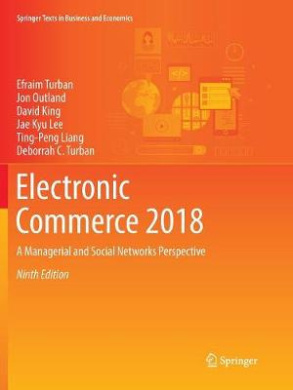 Springer Texts in Business and Economics
Efraim Turban
Jon Outland
David King
Jae Kyu Lee
Ting-Peng Liang
Deborrah C. Turban
Electronic
Commerce 2018
A Managerial and Social Networks Perspective
Ninth Edition
Springer